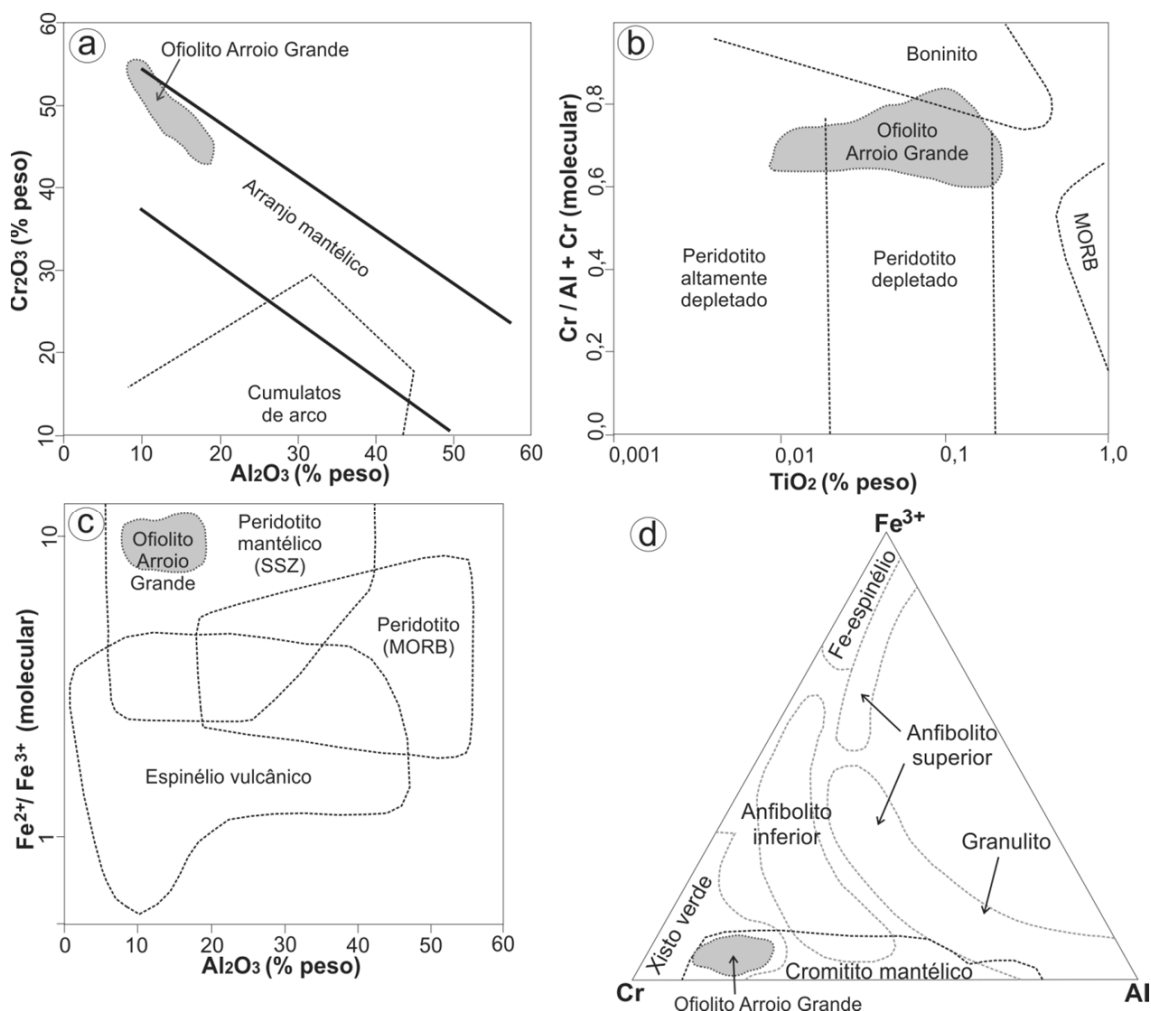 a
Ofiolito Arroio Grande
Arranjo mantélico
Cumulatos
de arco
Cr₂O₃ (% peso)
60
50
40
30
20
10
0
10
20
30
40
50
60
Al₂O₃ (% peso)
b
Boninito
Ofiolito
Arroio Grande
Peridotito
altamente
depletado
Peridotito
depletado
MORB
Cr / Al + Cr (molecular)
0,8
0,6
0,4
0,2
0,0
0,001
0,01
0,1
1,0
TiO₂ (% peso)
c
Ofiolito
Arroio
Grande
Peridotito
mantélico
(SSZ)
Peridotito
(MORB)
Espinélio vulcânico
Fe²⁺/ Fe³⁺ (molecular)
10
1
0
10
20
30
40
50
60
Al₂O₃ (% peso)
d
Fe³⁺
Fe-espinélio
Anfibolito
superior
Anfibolito
inferior
Granulito
Xisto verde
Cromitito mantélico
Cr
Al
Ofiolito Arroio Grande